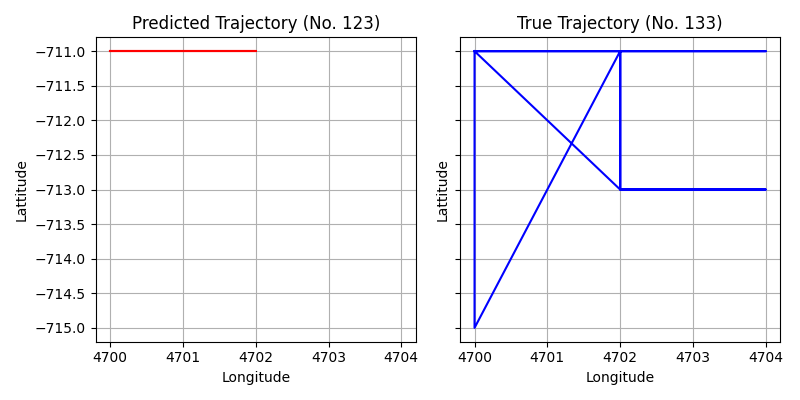 Predicted Trajectory (No. 123)
−711.0
−711.5
−712.0
−712.5
−713.0
−713.5
−714.0
−714.5
−715.0
Lattitude
4700 4701 4702 4703 4704
Longitude
True Trajectory (No. 133)
Lattitude
4700 4701 4702 4703 4704
Longitude